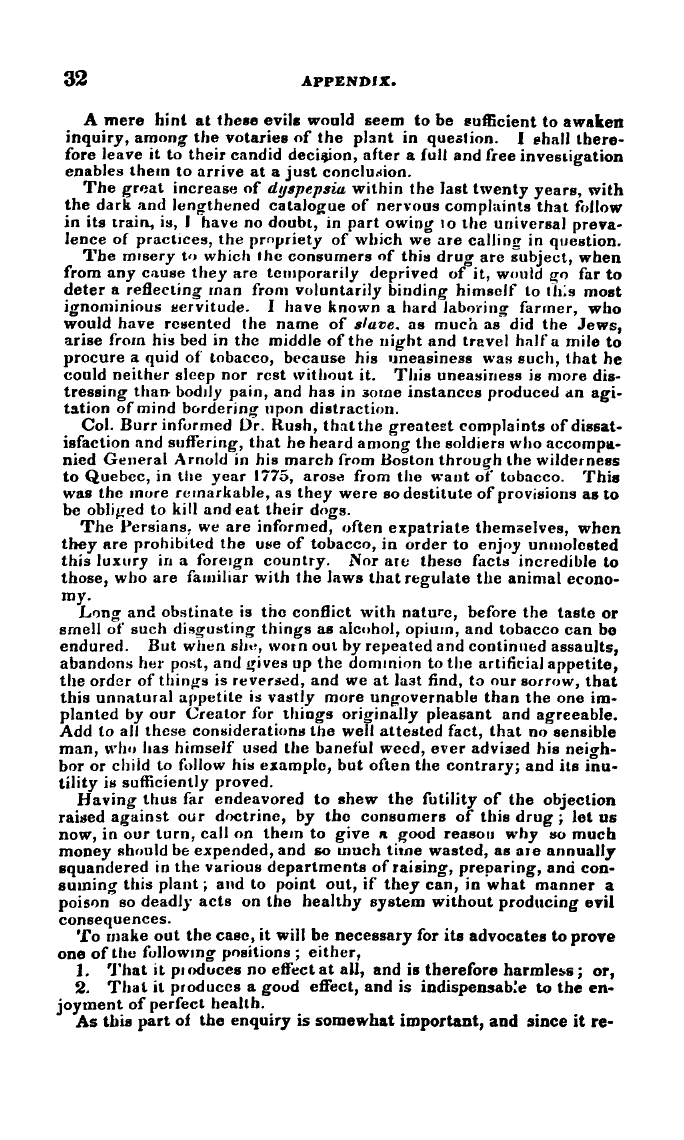 32
APPENDIX.
A mere hint at these evils would seem to be sufficient to awaken
inquiry, among the votaries of the plant in question. I shall there-
fore leave it to their candid decision, after a full and free investigation
enables them to arrive at a just conclusion.
The great increase of dyspepsia within the last twenty years, with
the dark and lengthened catalogue of nervous complaints that follow
in its train, is, I have no doubt, in part owing to the universal preva-
lence of practices, the propriety of which we are calling in question.
The misery to which the consumers of this drug are subject, when
from any cause they are temporarily deprived of it, would go far to
deter a reflecting man from voluntarily binding himself to this most
ignominious servitude. I have known a hard laboring farmer, who
would have resented the name of slave, as much as did the Jews,
arise from his bed in the middle of the night and travel half a mile to
procure a quid of tobacco, because his uneasiness was such, that he
could neither sleep nor rest without it. This uneasiness is more dis-
tressing than bodily pain, and has in some instances produced an agi-
tation of mind bordering upon distraction.
Col. Burr informed Dr. Rush, that the greatest complaints of dissat-
isfaction and suffering, that he heard among the soldiers who accompa-
nied General Arnold in his march from Boston through the wilderness
to Quebec, in the year 1775, arose from the want of tobacco. This
was the more remarkable, as they were so destitute of provisions as to
be obliged to kill and eat their dogs.
The Persians, we are informed, often expatriate themselves, when
they are prohibited the use of tobacco, in order to enjoy unmolested
this luxury in a foreign country. Nor are these facts incredible to
those, who are familiar with the laws that regulate the animal econo-
my.
Long and obstinate is the conflict with nature, before the taste or
smell of such disgusting things as alcohol, opium, and tobacco can be
endured. But when she, worn out by repeated and continued assaults,
abandons her post, and gives up the dominion to the artificial appetite,
the order of things is reversed, and we at last find, to our sorrow, that
this unnatural appetite is vastly more ungovernable than the one im-
planted by our Creator for things originally pleasant and agreeable.
Add to all these considerations the well attested fact, that no sensible
man, who has himself used the baneful weed, ever advised his neigh-
bor or child to follow his example, but often the contrary; and its inu-
tility is sufficiently proved.
Having thus far endeavored to shew the futility of the objection
raised against our doctrine, by the consumers of this drug; let us
now, in our turn, call on them to give a good reason why so much
money should be expended, and so much time wasted, as are annually
squandered in the various departments of raising, preparing, and con-
suming this plant; and to point out, if they can, in what manner a
poison so deadly acts on the healthy system without producing evil
consequences.
To make out the case, it will be necessary for its advocates to prove
one of the following positions; either,
1. That it produces no effect at all, and is therefore harmless; or,
2. That it produces a good effect, and is indispensable to the en-
joyment of perfect health.
As this part of the enquiry is somewhat important, and since it re-